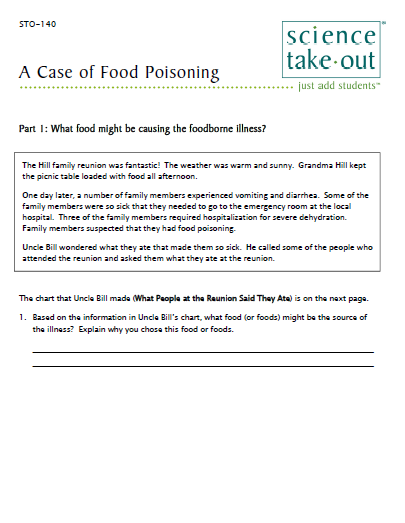 STO–140
science
take·out™
just add students™
A Case of Food Poisoning
Part 1: What food might be causing the foodborne illness?
The Hill family reunion was fantastic! The weather was warm and sunny. Grandma Hill kept
the picnic table loaded with food all afternoon.
One day later, a number of family members experienced vomiting and diarrhea. Some of the
family members were so sick that they needed to go to the emergency room at the local
hospital. Three of the family members required hospitalization for severe dehydration.
Family members suspected that they had food poisoning.
Uncle Bill wondered what they ate that made them so sick. He called some of the people who
attended the reunion and asked them what they ate at the reunion.
The chart that Uncle Bill made (What People at the Reunion Said They Ate) is on the next page.
1. Based on the information in Uncle Bill's chart, what food (or foods) might be the source of
the illness? Explain why you chose this food or foods.